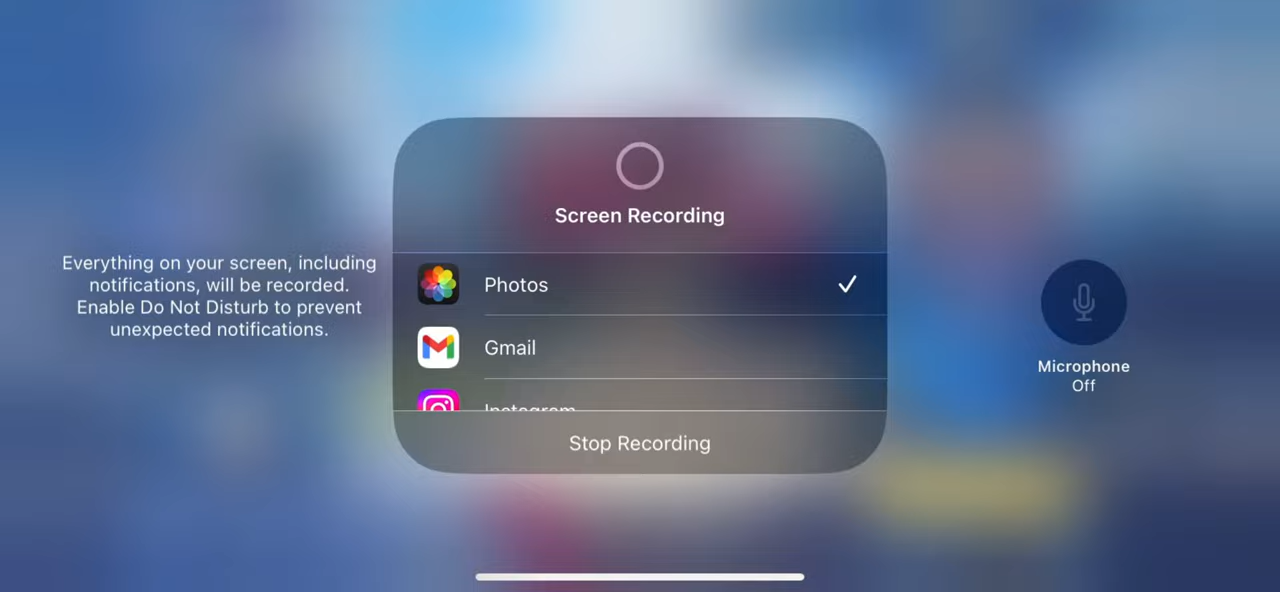 Everything on your screen, including
notifications, will be recorded.
Enable Do Not Disturb to prevent
unexpected notifications.
Screen Recording
Photos
Gmail
Instagram
Stop Recording
Microphone
Off